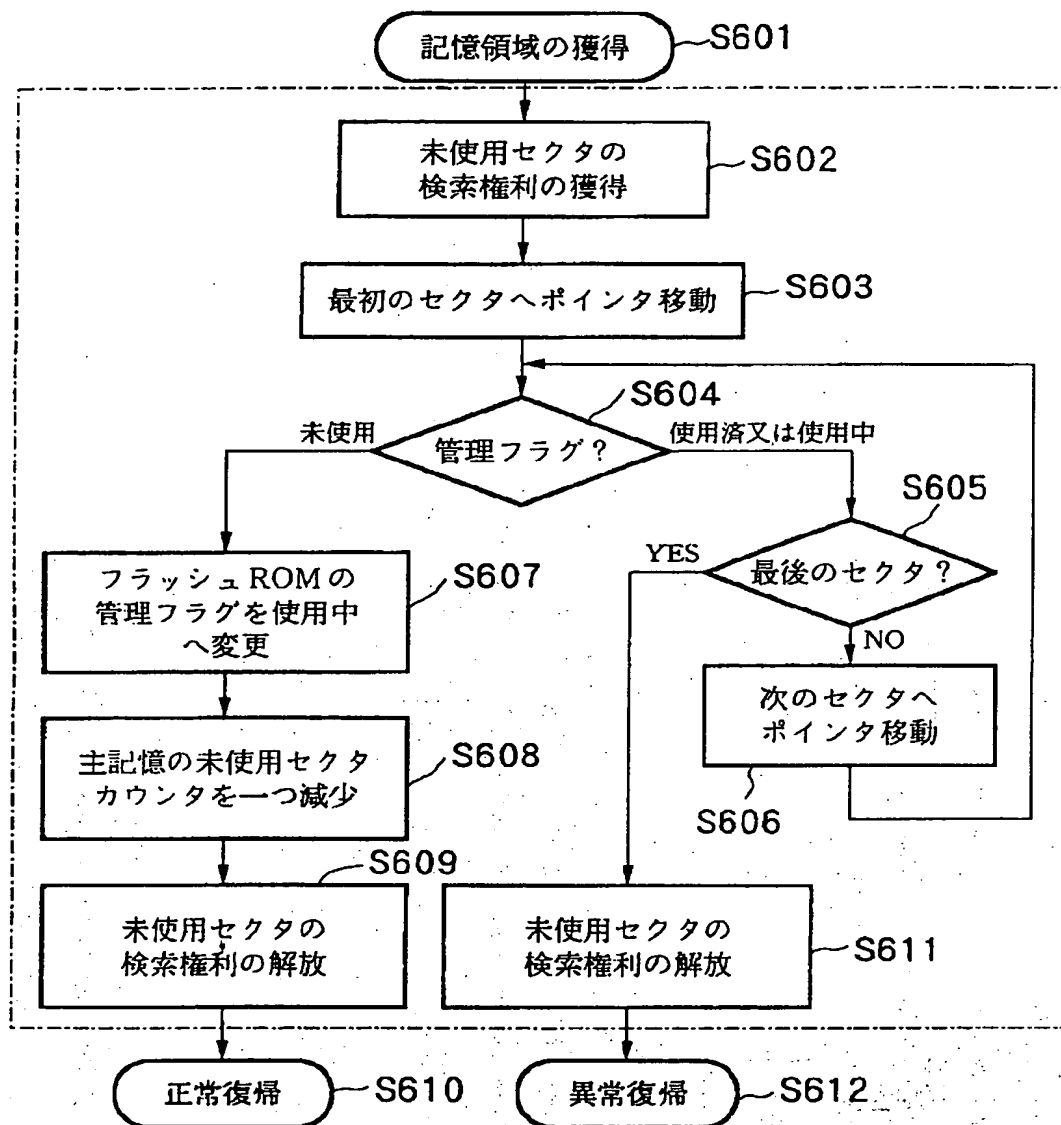 記憶領域の獲得
S601
未使用セクタの
検索権利の獲得
S602
最初のセクタへポインタ移動
S603
S604
管理フラグ？
未使用
使用済又は使用中
S605
最後のセクタ？
YES
NO
次のセクタへ
ポインタ移動
S606
フラッシュROMの
管理フラグを使用中
へ変更
S607
主記憶の未使用セクタ
カウンタを一つ減少
S608
S609
未使用セクタの
検索権利の解放
未使用セクタの
検索権利の解放
S611
正常復帰
S610
異常復帰
S612